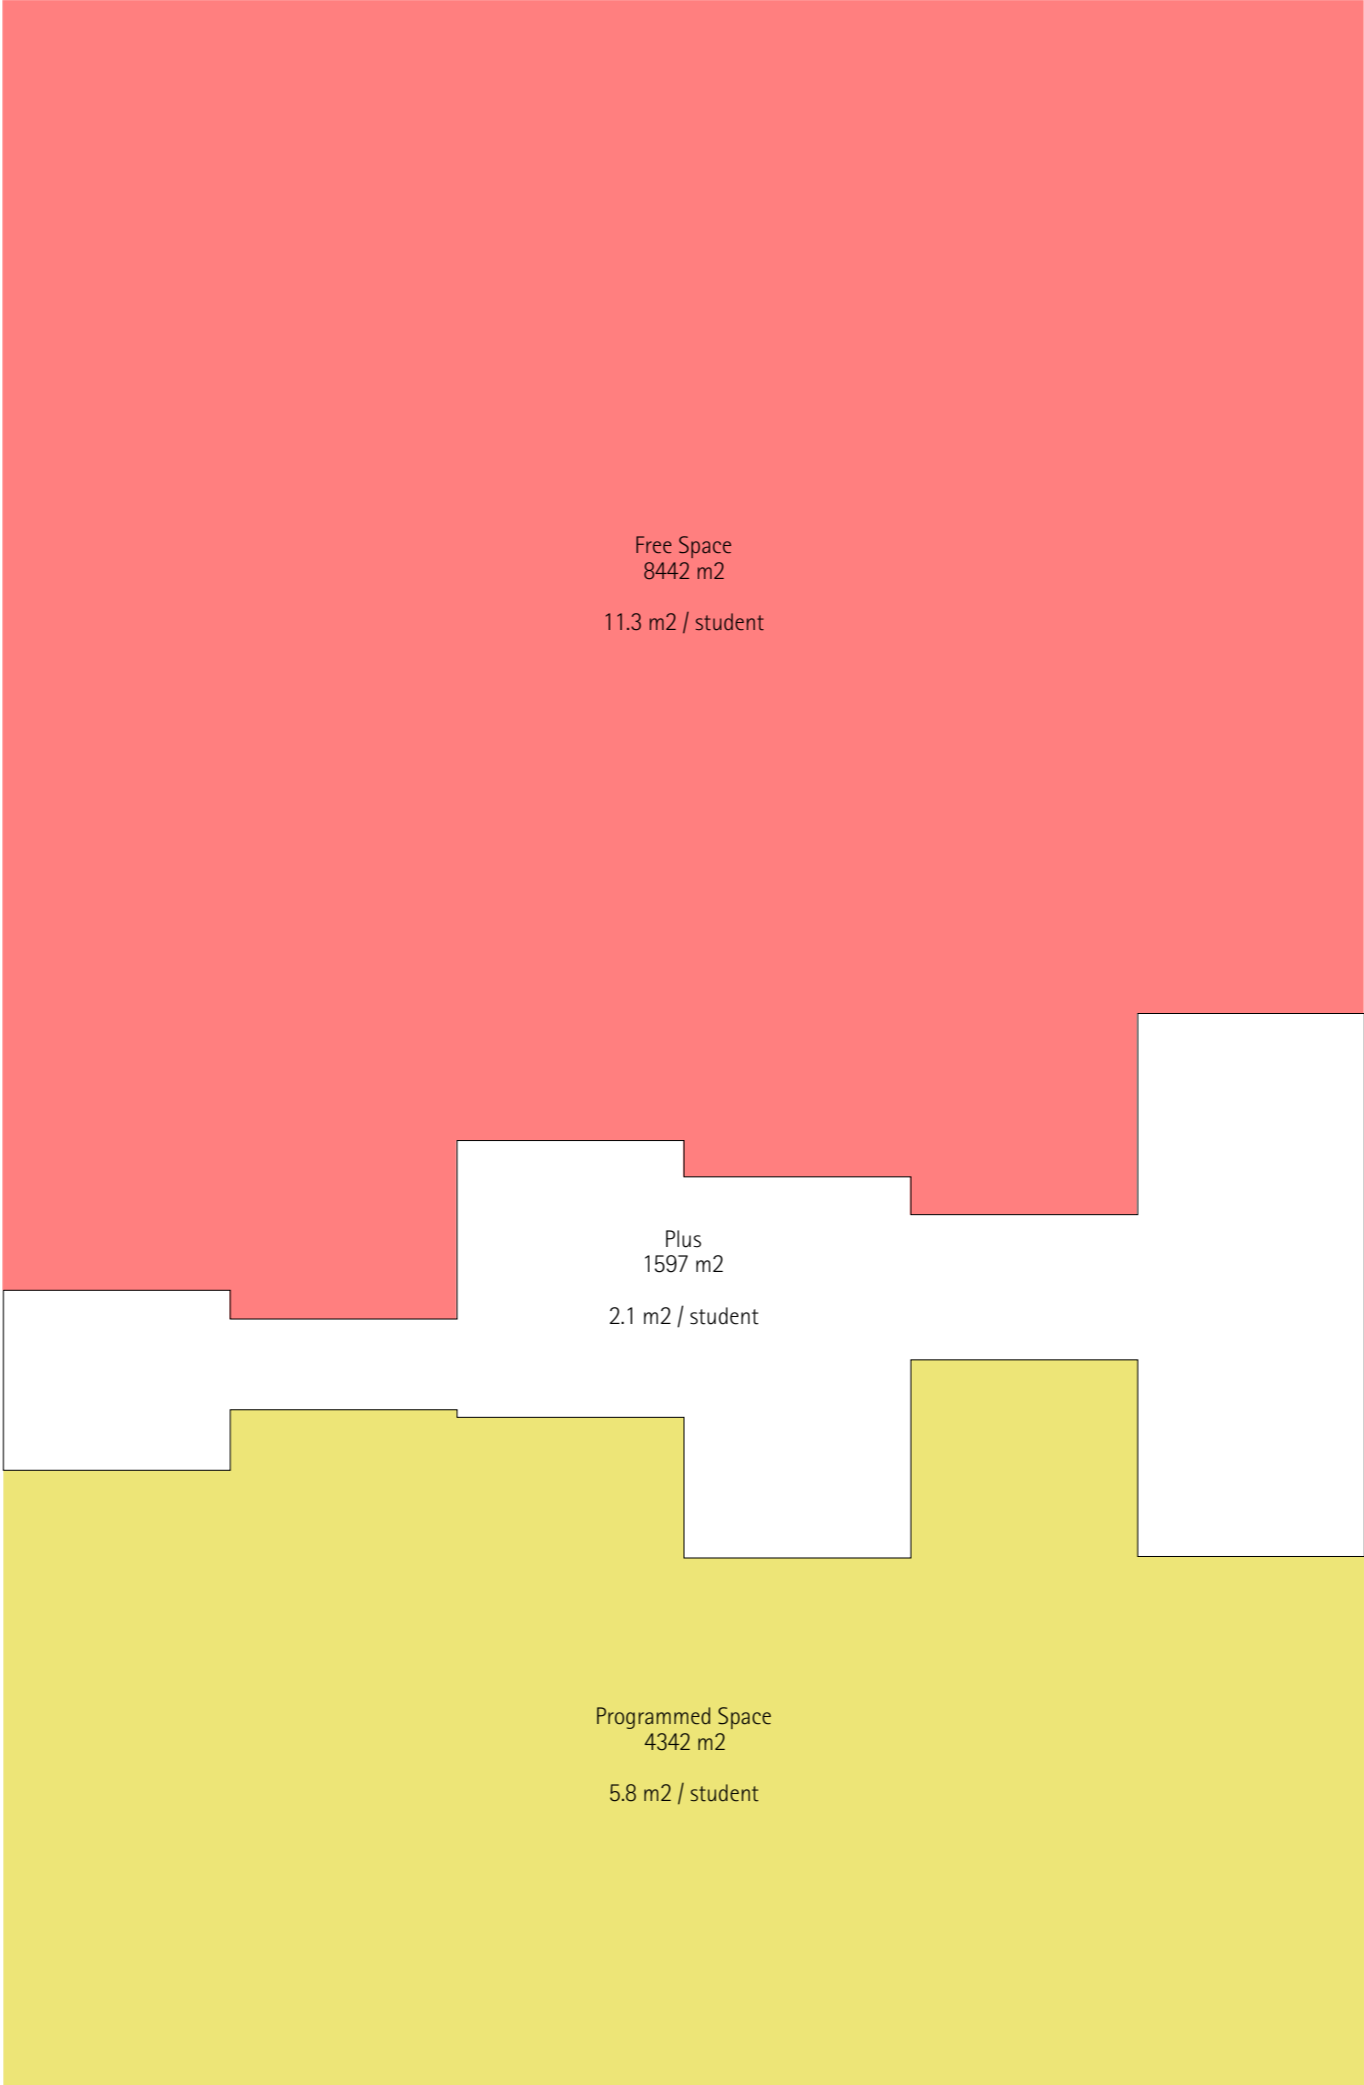 Free Space
8442 m2
11.3 m2 / student
Plus
1597 m2
2.1 m2 / student
Programmed Space
4342 m2
5.8 m2 / student